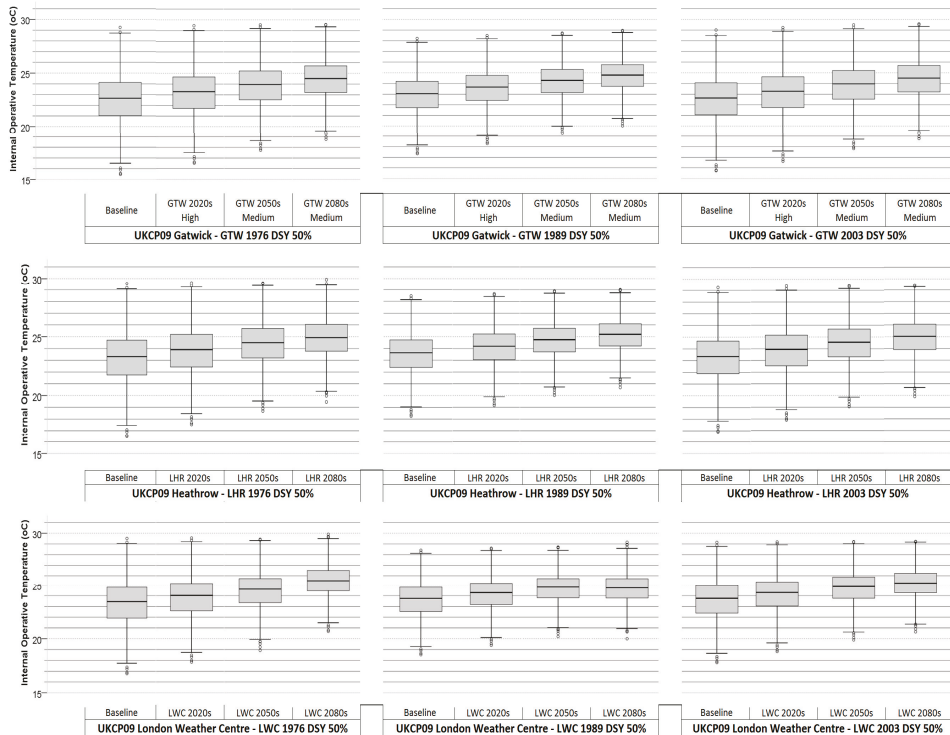 Internal Operative Temperature (oC)
30
25
20
15
Baseline GTW 2020s High GTW 2050s Medium GTW 2080s Medium
UKCP09 Gatwick - GTW 1976 DSY 50%
Baseline GTW 2020s High GTW 2050s Medium GTW 2080s Medium
UKCP09 Gatwick - GTW 1989 DSY 50%
Baseline GTW 2020s High GTW 2050s Medium GTW 2080s Medium
UKCP09 Gatwick - GTW 2003 DSY 50%
Internal Operative Temperature (oC)
30
25
20
15
Baseline LHR 2020s LHR 2050s LHR 2080s
UKCP09 Heathrow - LHR 1976 DSY 50%
Baseline LHR 2020s LHR 2050s LHR 2080s
UKCP09 Heathrow - LHR 1989 DSY 50%
Baseline LHR 2020s LHR 2050s LHR 2080s
UKCP09 Heathrow - LHR 2003 DSY 50%
Internal Operative Temperature (oC)
30
25
20
15
Baseline LWC 2020s LWC 2050s LWC 2080s
UKCP09 London Weather Centre - LWC 1976 DSY 50%
Baseline LWC 2020s LWC 2050s LWC 2080s
UKCP09 London Weather Centre - LWC 1989 DSY 50%
Baseline LWC 2020s LWC 2050s LWC 2080s
UKCP09 London Weather Centre - LWC 2003 DSY 50%